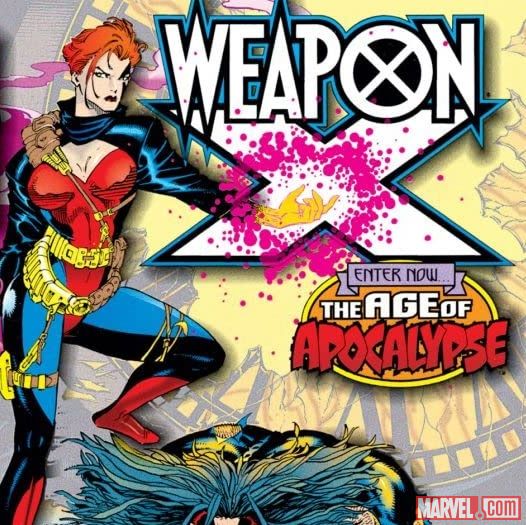 WEAPON
X
ENTER NOW...
THE AGE OF
APOCALYPSE
MARVEL.com